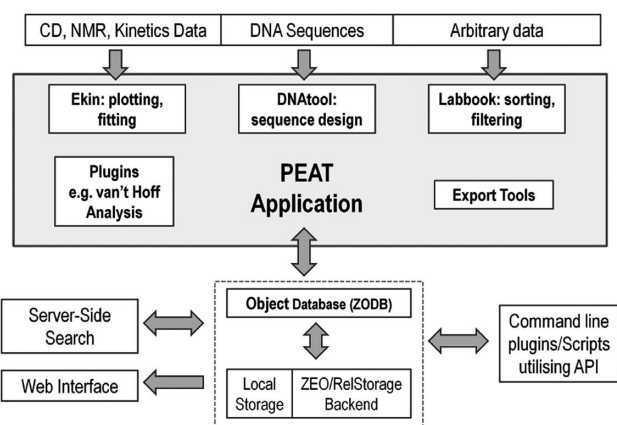 CD, NMR, Kinetics Data
DNA Sequences
Arbitrary data
Ekin: plotting,
fitting
DNAtool:
sequence design
Labbook: sorting,
filtering
Plugins
e.g. van't Hoff
Analysis
PEAT
Application
Export Tools
Object Database (ZODB)
Server-Side
Search
Command line
plugins/Scripts
utilising API
Web Interface
Local
Storage
ZEO/RelStorage
Backend